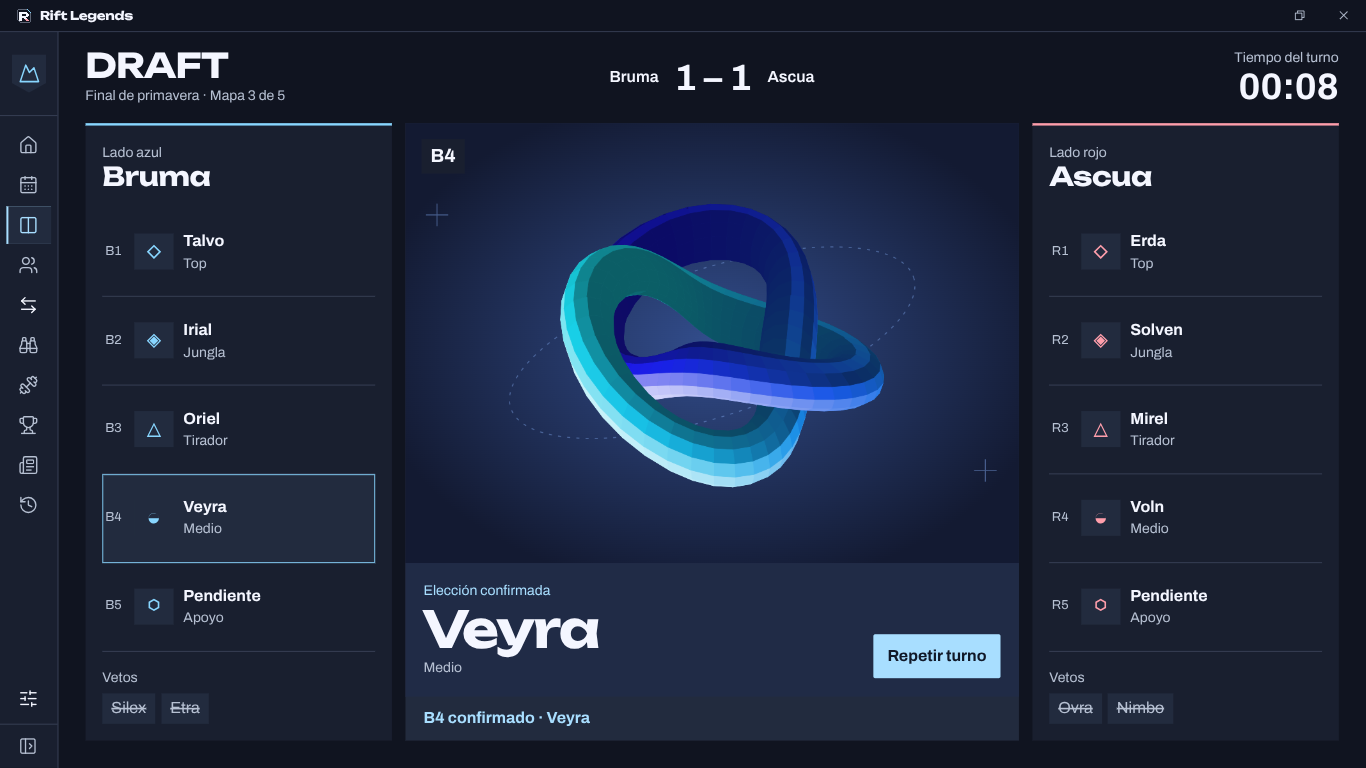 Rift Legends
DRAFT
Final de primavera · Mapa 3 de 5
Bruma 1 – 1 Ascua
Tiempo del turno
00:08
Lado azul
Bruma
B1
Talvo
Top
B2
Irial
Jungla
B3
Oriel
Tirador
B4
Veyra
Medio
B5
Pendiente
Apoyo
Vetos
Silex Etra
B4
Elección confirmada
Veyra
Medio
Repetir turno
B4 confirmado · Veyra
Lado rojo
Ascua
R1
Erda
Top
R2
Solven
Jungla
R3
Mirel
Tirador
R4
Voln
Medio
R5
Pendiente
Apoyo
Vetos
Ovra Nimbo